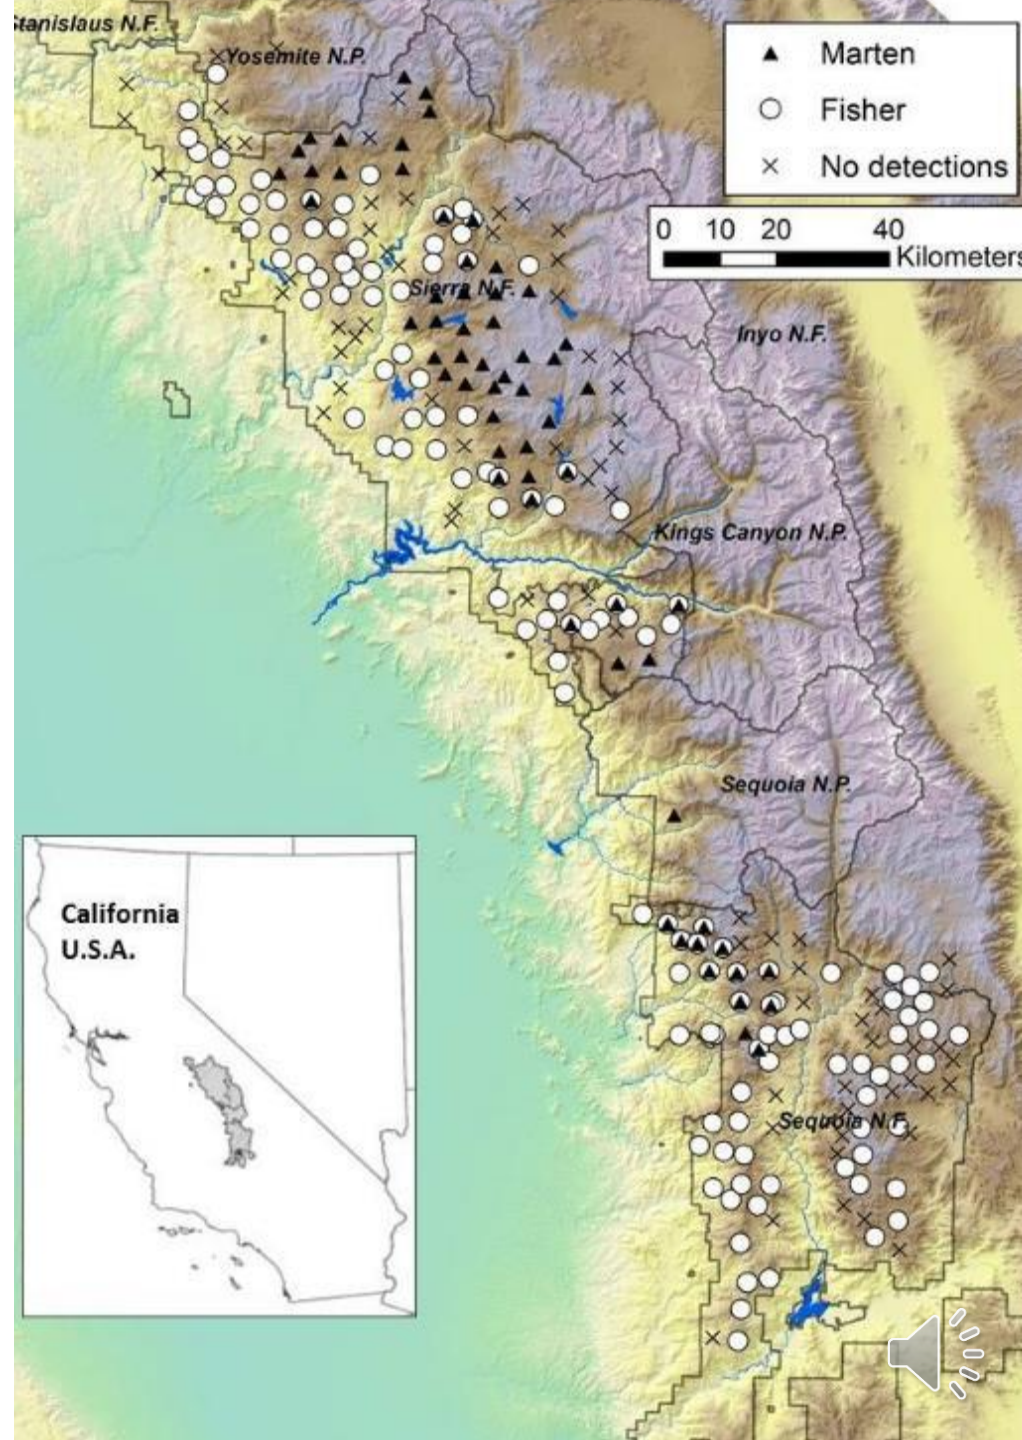 Stanislaus N.F.
Yosemite N.P.
Marten
Fisher
No detections
0 10 20 40
Kilometers
Sierra N.F.
Inyo N.F.
Kings Canyon N.P.
Sequoia N.P.
California
U.S.A.
Sequoia N.F.